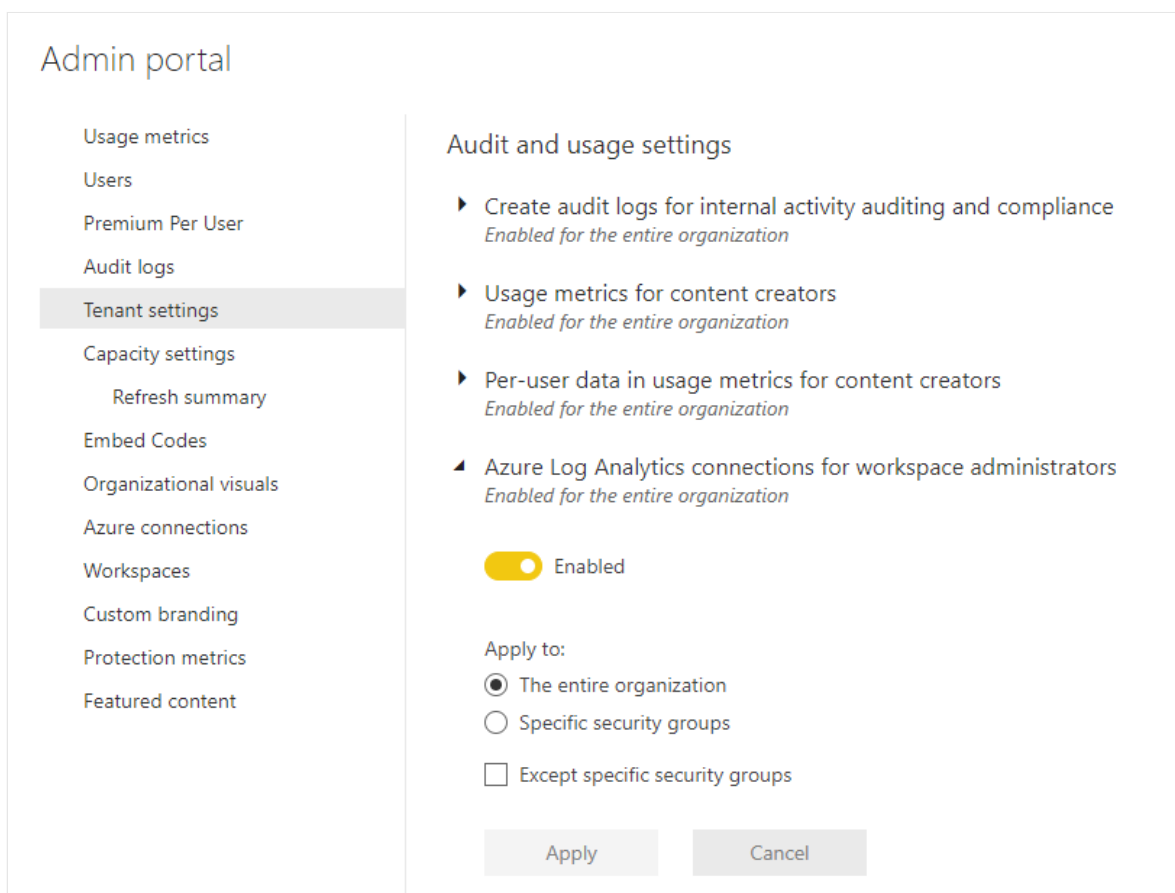 Admin portal
Usage metrics
Users
Premium Per User
Audit logs
Tenant settings
Capacity settings
Refresh summary
Embed Codes
Organizational visuals
Azure connections
Workspaces
Custom branding
Protection metrics
Featured content
Audit and usage settings
Create audit logs for internal activity auditing and compliance
Enabled for the entire organization
Usage metrics for content creators
Enabled for the entire organization
Per-user data in usage metrics for content creators
Enabled for the entire organization
Azure Log Analytics connections for workspace administrators
Enabled for the entire organization
Enabled
Apply to:
The entire organization
Specific security groups
Except specific security groups
Apply
Cancel